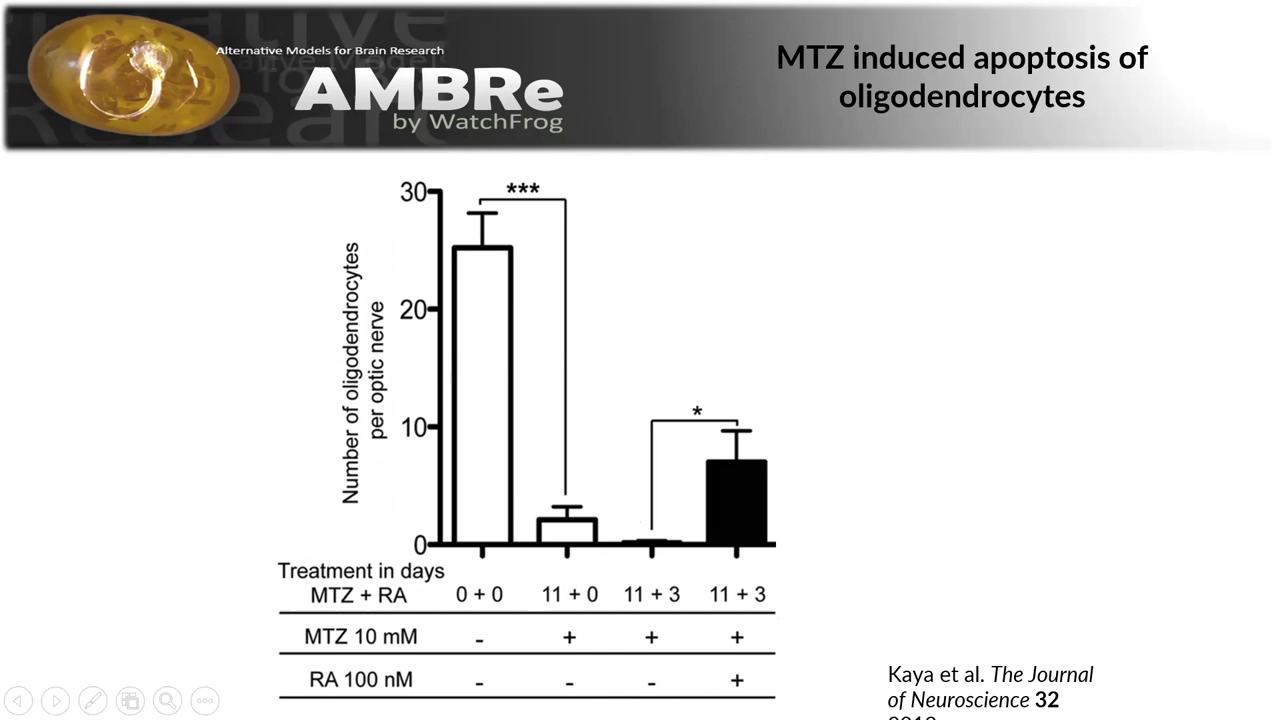 Alternative Models for Brain Research
AMBRe
by WatchFrog
MTZ induced apoptosis of
oligodendrocytes
Number of oligodendrocytes
per optic nerve
30
20
10
0
***
*
Treatment in days
MTZ + RA 0 + 0 11 + 0 11 + 3 11 + 3
MTZ 10 mM - + + +
RA 100 nM - - - +
Kaya et al. The Journal
of Neuroscience 32